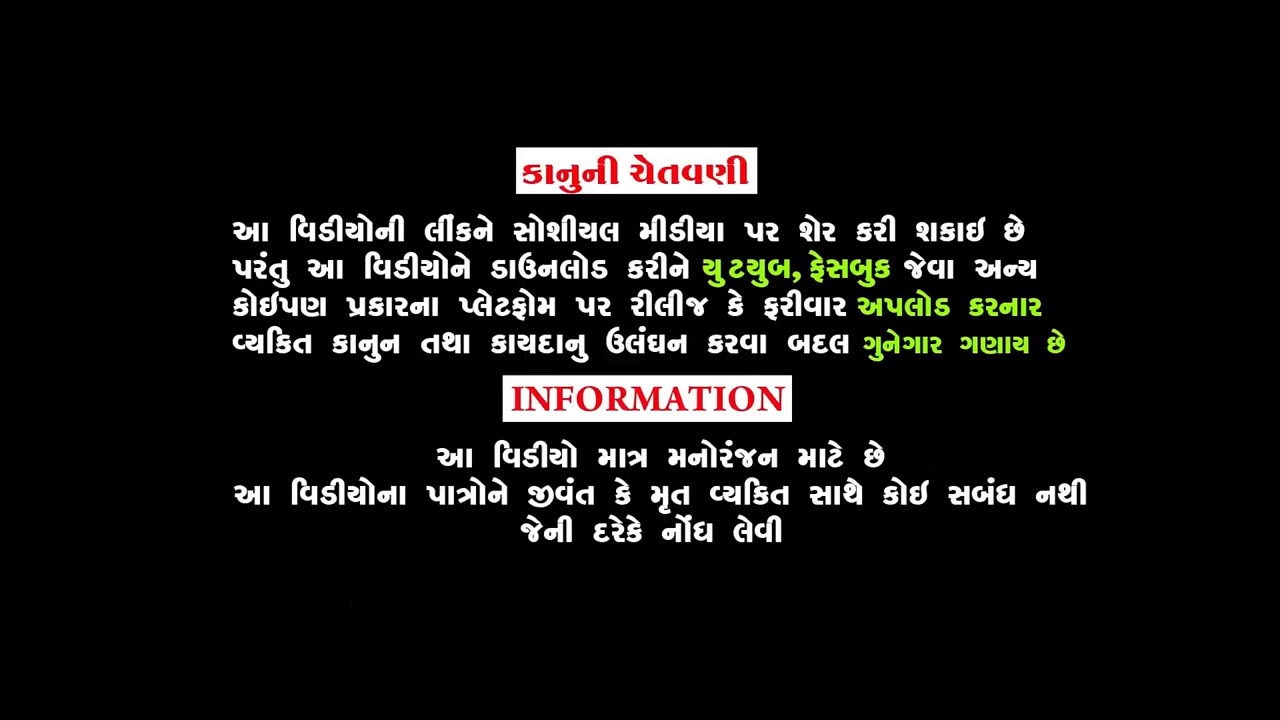 કાનુની ચેતવણી
આ વિડીયોની લીંકને સોશીયલ મીડીયા પર શેર કરી શકાઇ છે
પરંતુ આ વિડીયોને ડાઉનલોડ કરીને યુ ટયુબ, ફેસબુક જેવા અન્ય
કોઇપણ પ્રકારના પ્લેટફોમ પર રીલીજ કે ફરીવાર અપલોડ કરનાર
વ્યકિત કાનુન તથા કાયદાનુ ઉલંઘન કરવા બદલ ગુનેગાર ગણાય છે
INFORMATION
આ વિડીયો માત્ર મનોરંજન માટે છે
આ વિડીયોના પાત્રોને જીવંત કે મૃત વ્યકિત સાથે કોઇ સબંધ નથી
જેની દરેકે નોંધ લેવી